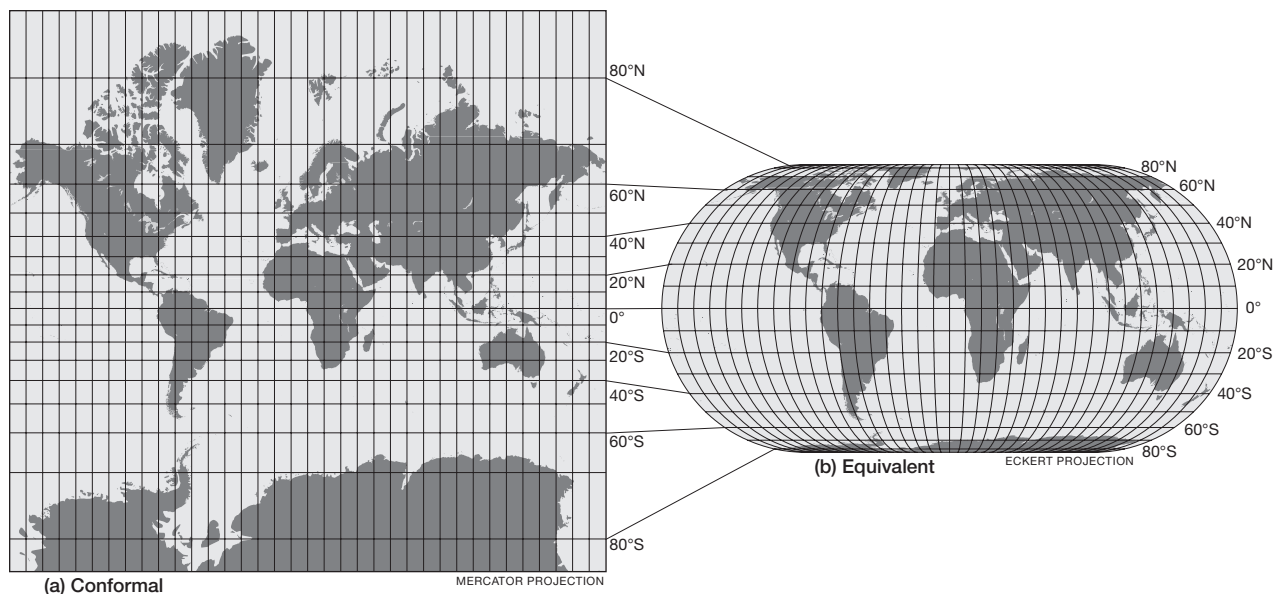 80°N
60°N
40°N
20°N
0°
20°S
40°S
60°S
80°S
(a) Conformal
MERCATOR PROJECTION
80°N
60°N
40°N
20°N
0°
20°S
40°S
60°S
80°S
(b) Equivalent
ECKERT PROJECTION